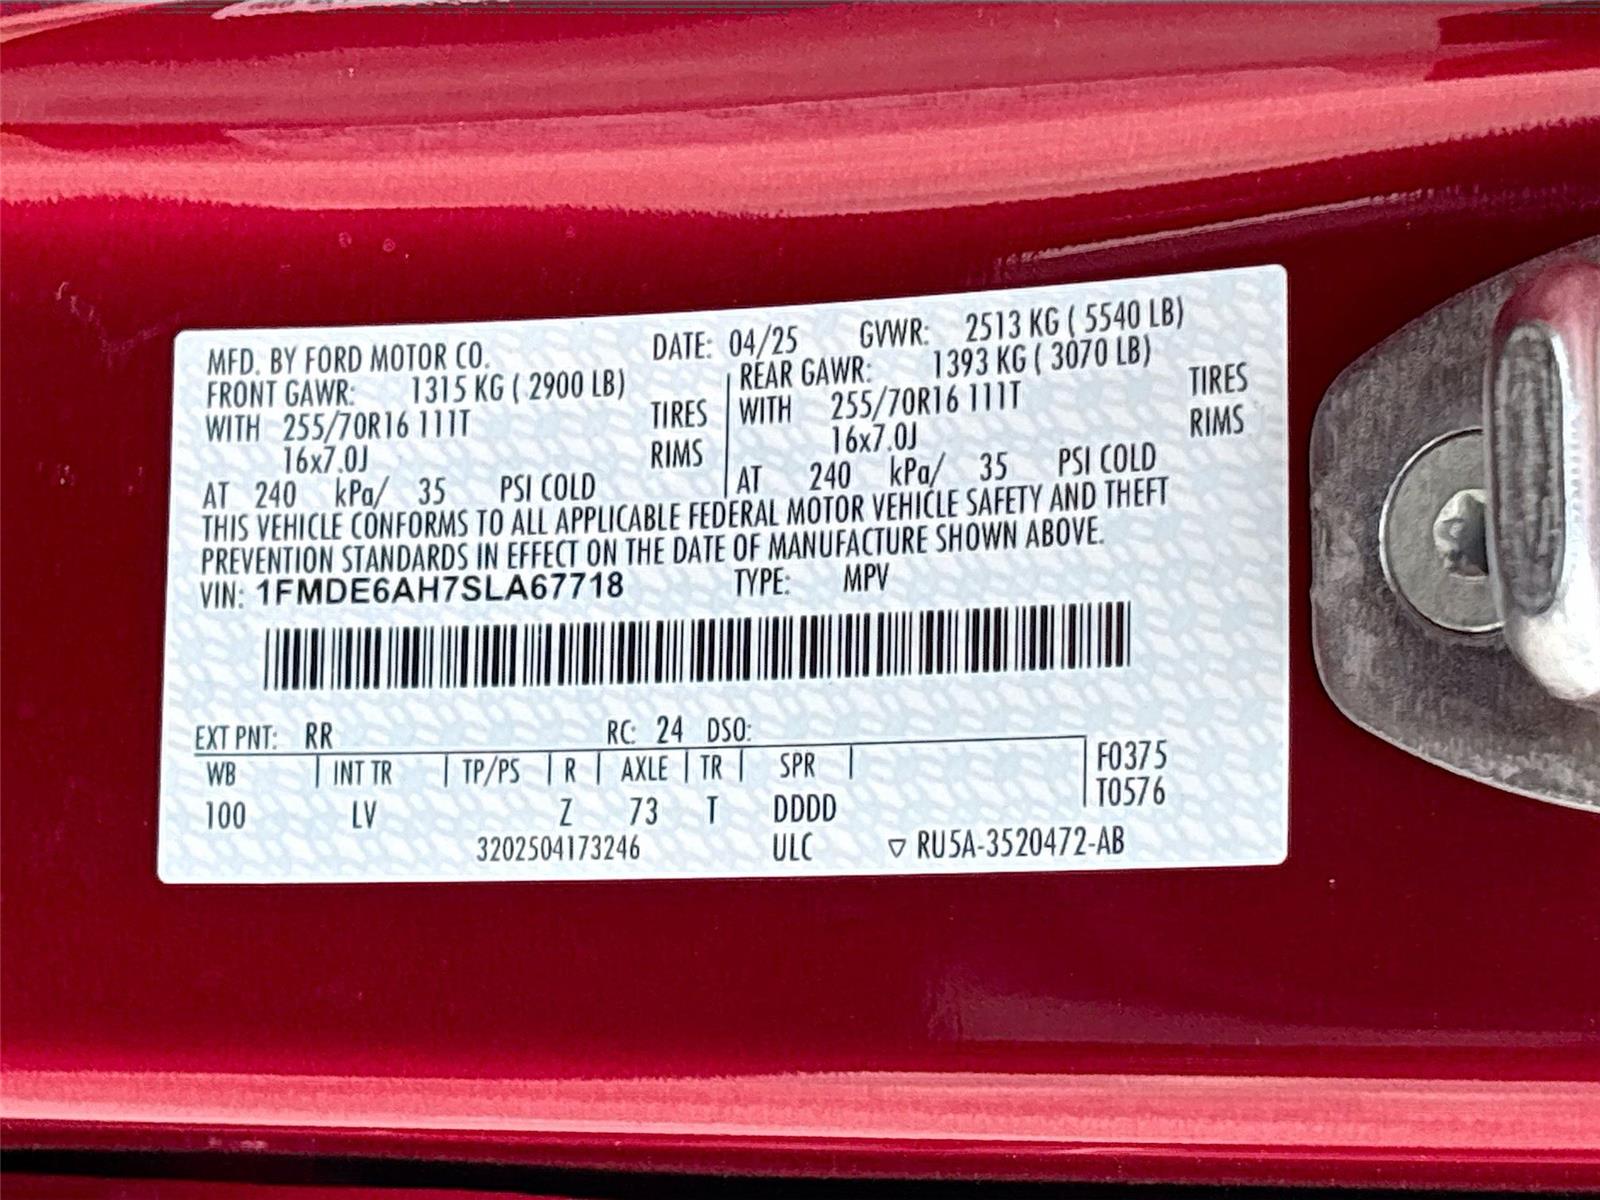 MFD. BY FORD MOTOR CO. DATE: 04/25 GVWR: 2513 KG ( 5540 LB)
FRONT GAWR: 1315 KG ( 2900 LB) REAR GAWR: 1393 KG ( 3070 LB)
WITH 255/70R16 111T TIRES WITH 255/70R16 111T TIRES
16x7.0J RIMS 16x7.0J RIMS
AT 240 kPa/ 35 PSI COLD AT 240 kPa/ 35 PSI COLD
THIS VEHICLE CONFORMS TO ALL APPLICABLE FEDERAL MOTOR VEHICLE SAFETY AND THEFT
PREVENTION STANDARDS IN EFFECT ON THE DATE OF MANUFACTURE SHOWN ABOVE.
VIN: 1FMDE6AH7SLA67718 TYPE: MPV
EXT PNT: RR RC: 24 DSO:
WB | INT TR | TP/PS | R | AXLE | TR | SPR | F0375
100 LV Z 73 T DDDD T0576
3202504173246 ULC ▽ RU5A-3520472-AB